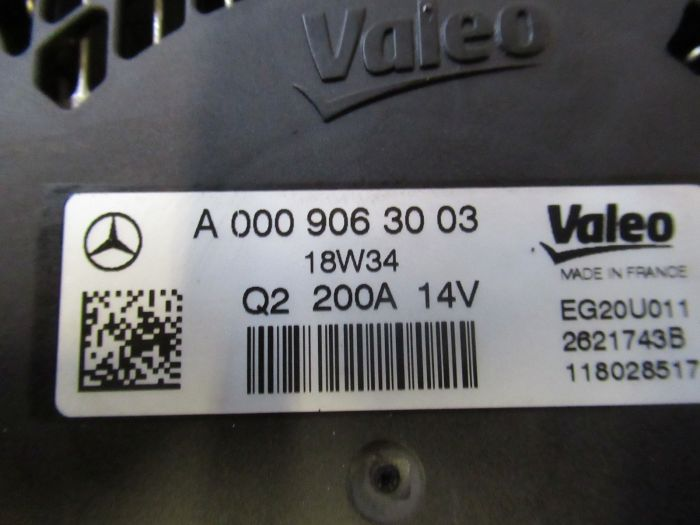 Valeo
A 000 906 30 03
18W34
Q2 200A 14V
Valeo
MADE IN FRANCE
EG20U011
2621743B
118028517